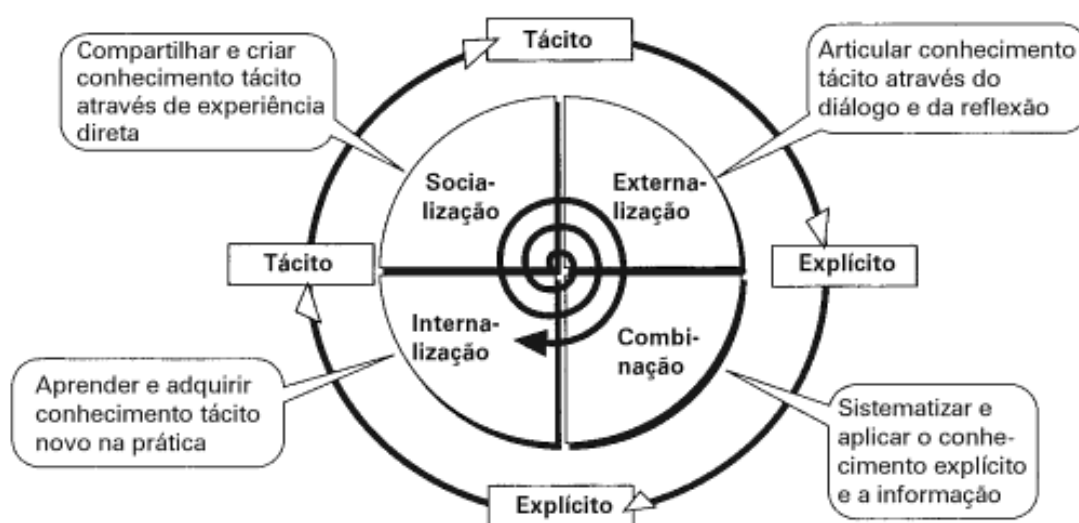 Tácito
Compartilhar e criar
conhecimento tácito
através de experiência
direta
Articular conhecimento
tácito através do
diálogo e da reflexão
Socia-
lização
Externa-
lização
Tácito
Explícito
Interna-
lização
Combi-
nação
Aprender e adquirir
conhecimento tácito
novo na prática
Sistematizar e
aplicar o conhe-
cimento explícito
e a informação
Explícito